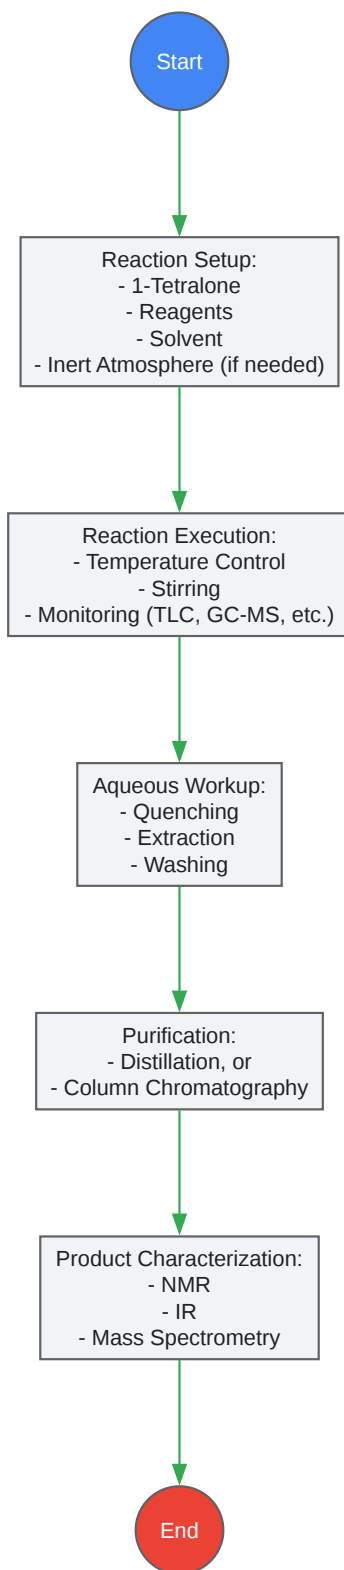 Start
Reaction Setup:
- 1-Tetralone
- Reagents
- Solvent
- Inert Atmosphere (if needed)
Reaction Execution:
- Temperature Control
- Stirring
- Monitoring (TLC, GC-MS, etc.)
Aqueous Workup:
- Quenching
- Extraction
- Washing
Purification:
- Distillation, or
- Column Chromatography
Product Characterization:
- NMR
- IR
- Mass Spectrometry
End